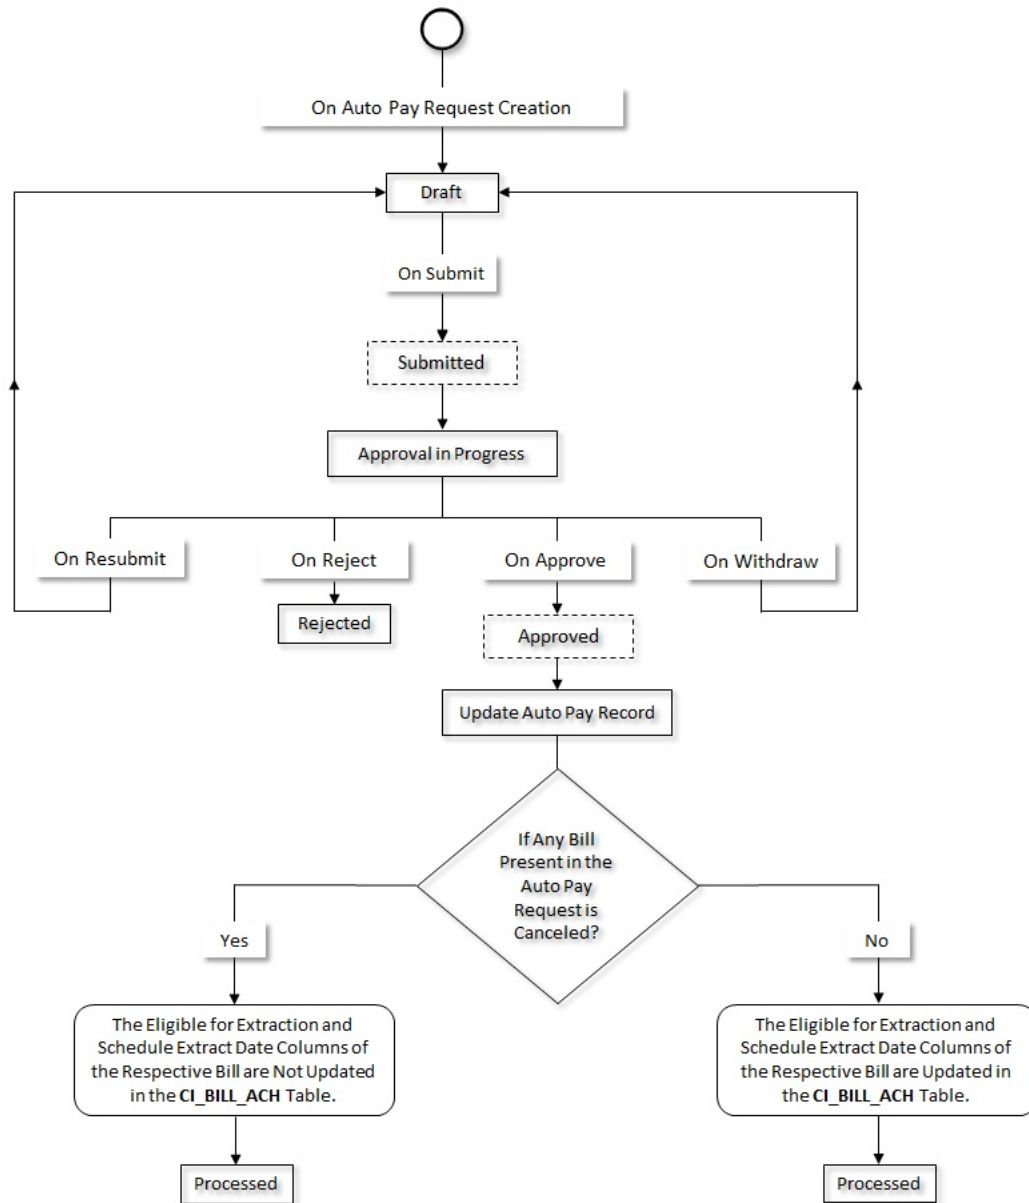 On Auto Pay Request Creation
Draft
On Submit
Submitted
Approval in Progress
On Resubmit
On Reject
On Approve
On Withdraw
Rejected
Approved
Update Auto Pay Record
If Any Bill
Present in the
Auto Pay
Request is
Canceled?
Yes
No
The Eligible for Extraction and
Schedule Extract Date Columns of
the Respective Bill are Not Updated
in the CI_BILL_ACH Table.
The Eligible for Extraction and
Schedule Extract Date Columns of
the Respective Bill are Updated in
the CI_BILL_ACH Table.
Processed
Processed